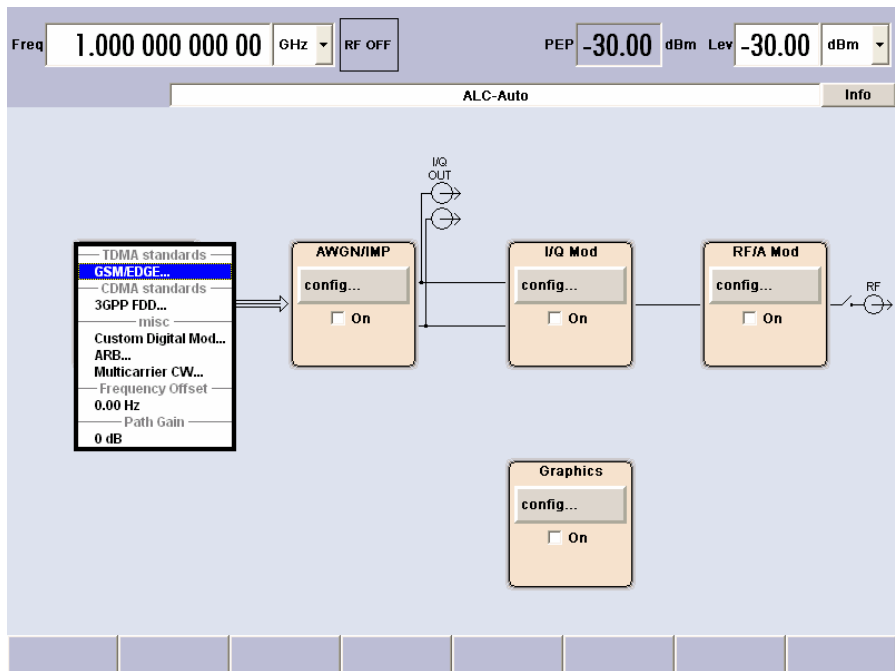 Freq 1.000 000 000 00 GHz RF OFF PEP -30.00 dBm Lev -30.00 dBm
ALC-Auto Info
I/Q
OUT
TDMA standards
GSM/EDGE...
CDMA standards
3GPP FDD...
misc
Custom Digital Mod...
ARB...
Multicarrier CW...
Frequency Offset
0.00 Hz
Path Gain
0 dB
AWGN/IMP
config...
On
I/Q Mod
config...
On
RF/A Mod
config...
On
RF
Graphics
config...
On